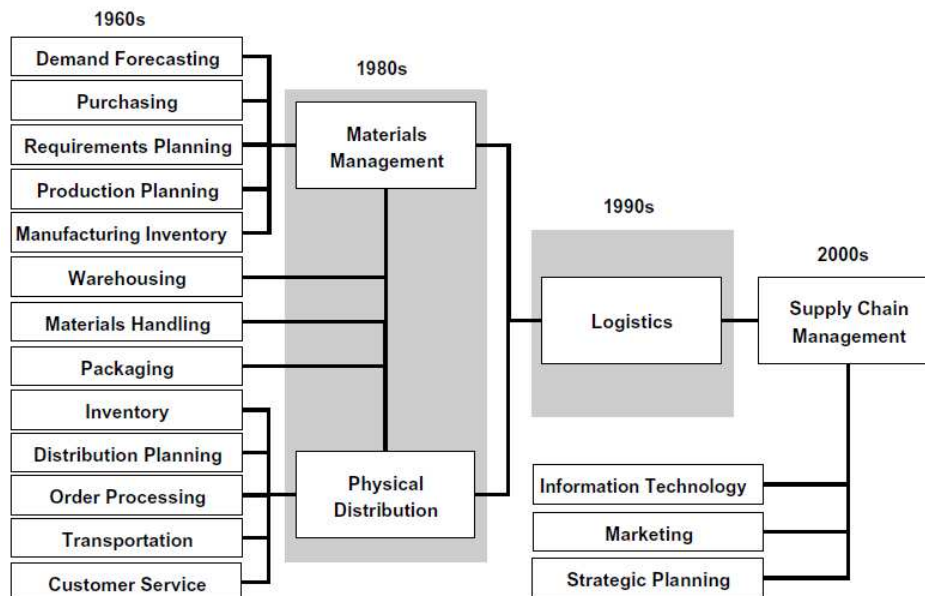 1960s
Demand Forecasting
Purchasing
Requirements Planning
Production Planning
Manufacturing Inventory
Warehousing
Materials Handling
Packaging
Inventory
Distribution Planning
Order Processing
Transportation
Customer Service
1980s
Materials
Management
Physical
Distribution
1990s
Logistics
2000s
Supply Chain
Management
Information Technology
Marketing
Strategic Planning